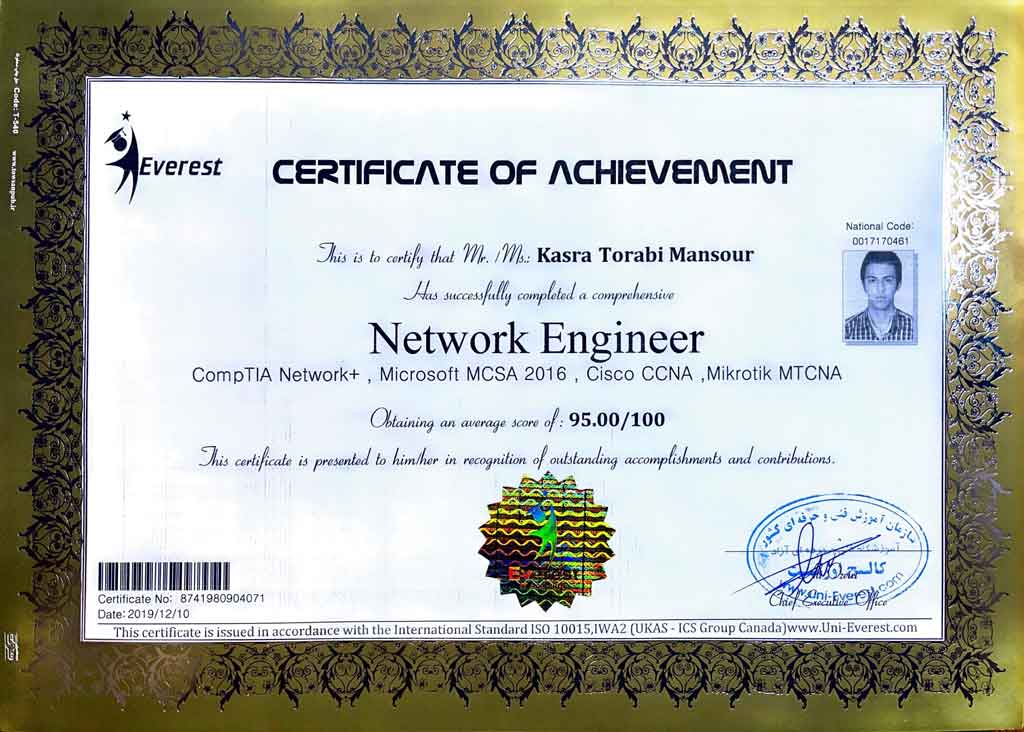 Everest
CERTIFICATE OF ACHIEVEMENT
National Code:
0017170461
This is to certify that Mr. /Ms.: Kasra Torabi Mansour
Has successfully completed a comprehensive
Network Engineer
CompTIA Network+ , Microsoft MCSA 2016 , Cisco CCNA ,Mikrotik MTCNA
Obtaining an average score of : 95.00/100
This certificate is presented to him/her in recognition of outstanding accomplishments and contributions.
Everest
سازمان آموزش فنی و حرفه ای کشور
کالج
www.Uni-Everest.com
Chief Executive Office
Certificate No: 8741980904071
Date: 2019/12/10
This certificate is issued in accordance with the International Standard ISO 10015,IWA2 (UKAS - ICS Group Canada)www.Uni-Everest.com
Code: T-540